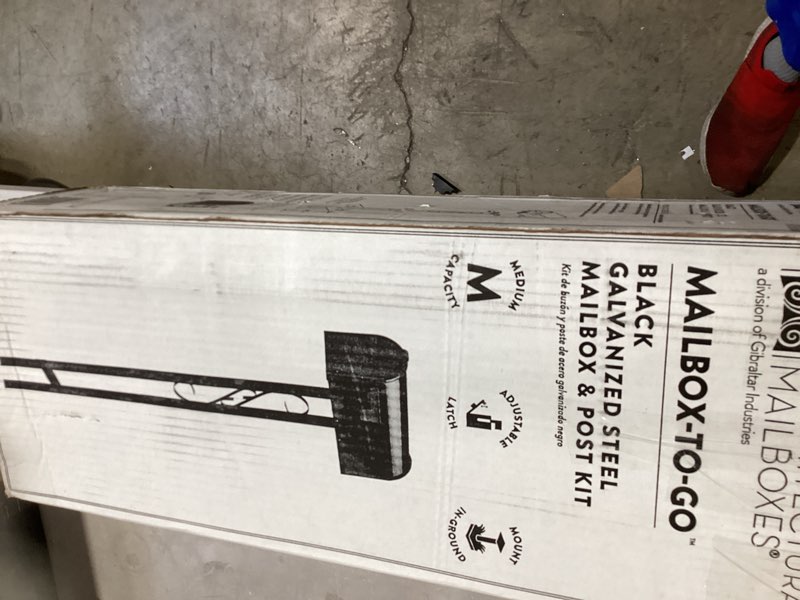 MAILBOXES®
a division of Gibraltar Industries
MAILBOX-TO-GO™
BLACK
GALVANIZED STEEL
MAILBOX & POST KIT
Kit de buzón y poste de acero galvanizado negro
MEDIUM
M
CAPACITY
ADJUSTABLE
LATCH
MOUNT
IN-GROUND